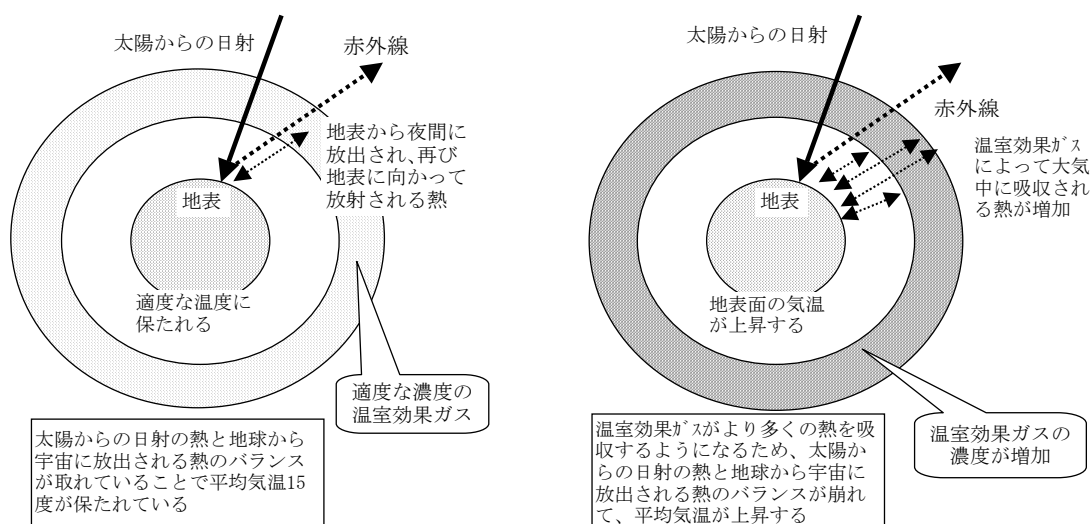 太陽からの日射
赤外線
地表から夜間に
放出され、再び
地表に向かって
放射される熱
地表
適度な温度に
保たれる
適度な濃度の
温室効果ガス
太陽からの日射の熱と地球から
宇宙に放出される熱のバランス
が取れていることで平均気温15
度が保たれている
太陽からの日射
赤外線
温室効果ｶﾞｽ
によって大気
中に吸収され
る熱が増加
地表
地表面の気温
が上昇する
温室効果ガスの
濃度が増加
温室効果ｶﾞｽがより多くの熱を吸
収するようになるため、太陽か
らの日射の熱と地球から宇宙に
放出される熱のバランスが崩れ
て、平均気温が上昇する